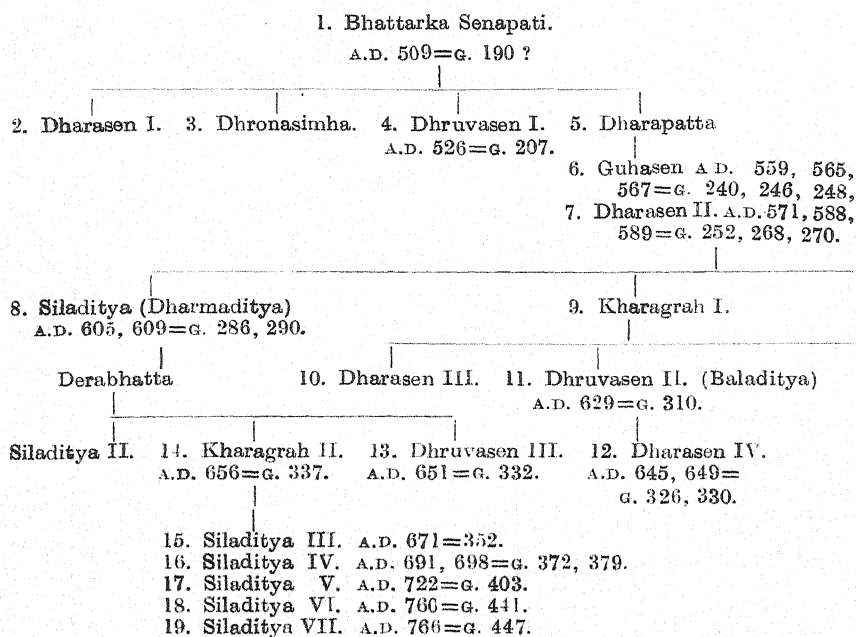 1. Bhattarka Senapati.
A.D. 509=G. 190 ?
2. Dharasen I. 3. Dhronasimha. 4. Dhruvasen I. 5. Dharapatta
A.D. 526=G. 207.
6. Guhasen A D. 559, 565,
567=G. 240, 246, 248,
7. Dharasen II. A.D. 571, 588,
589=G. 252, 268, 270.
8. Siladitya (Dharmaditya) 9. Kharagrah I.
A.D. 605, 609=G. 286, 290.
Derabhatta 10. Dharasen III. 11. Dhruvasen II. (Baladitya)
A.D. 629=G. 310.
Siladitya II. 14. Kharagrah II. 13. Dhruvasen III. 12. Dharasen IV.
A.D. 656=G. 337. A.D. 651=G. 332. A.D. 645, 649=
G. 326, 330.
15. Siladitya III. A.D. 671=352.
16. Siladitya IV. A.D. 691, 698=G. 372, 379.
17. Siladitya V. A.D. 722=G. 403.
18. Siladitya VI. A.D. 760=G. 441.
19. Siladitya VII. A.D. 766=G. 447.